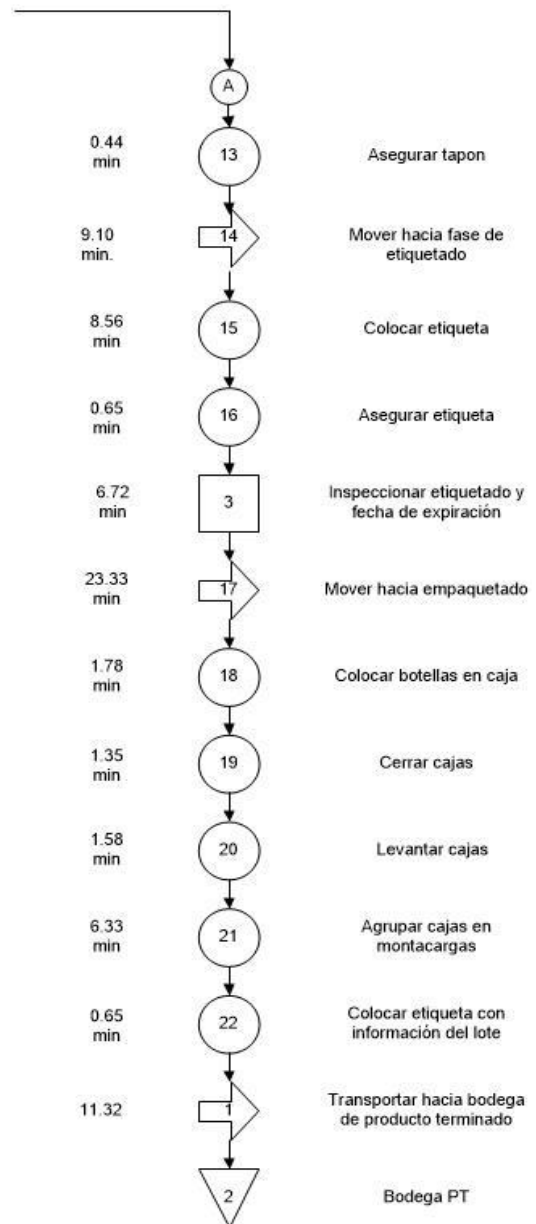 A
0.44
min
13
Asegurar tapon
9.10
min.
14
Mover hacia fase de
etiquetado
8.56
min
15
Colocar etiqueta
0.65
min
16
Asegurar etiqueta
6.72
min
3
Inspeccionar etiquetado y
fecha de expiración
23.33
min
17
Mover hacia empaquetado
1.78
min
18
Colocar botellas en caja
1.35
min
19
Cerrar cajas
1.58
min
20
Levantar cajas
6.33
min
21
Agrupar cajas en
montacargas
0.65
min
22
Colocar etiqueta con
información del lote
11.32
1
Transportar hacia bodega
de producto terminado
2
Bodega PT